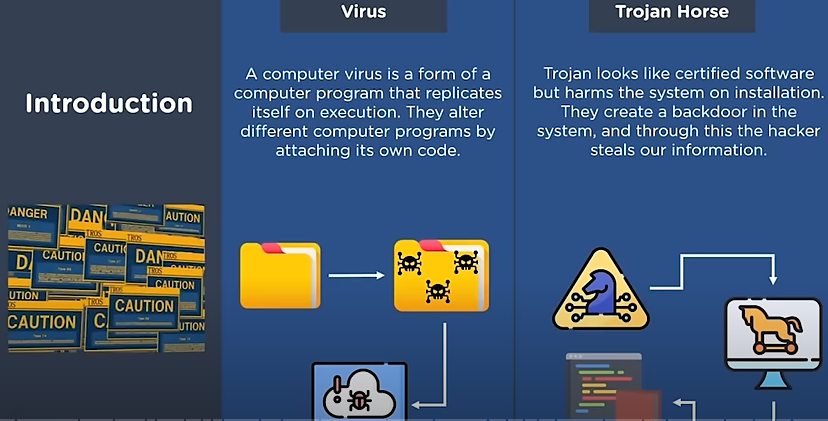 Virus
Trojan Horse
Introduction
A computer virus is a form of a
computer program that replicates
itself on execution. They alter
different computer programs by
attaching its own code.
Trojan looks like certified software
but harms the system on installation.
They create a backdoor in the
system, and through this the hacker
steals our information.
DANGER
DAN
CAUTION
CAUTION
CAUTION
CAUTION